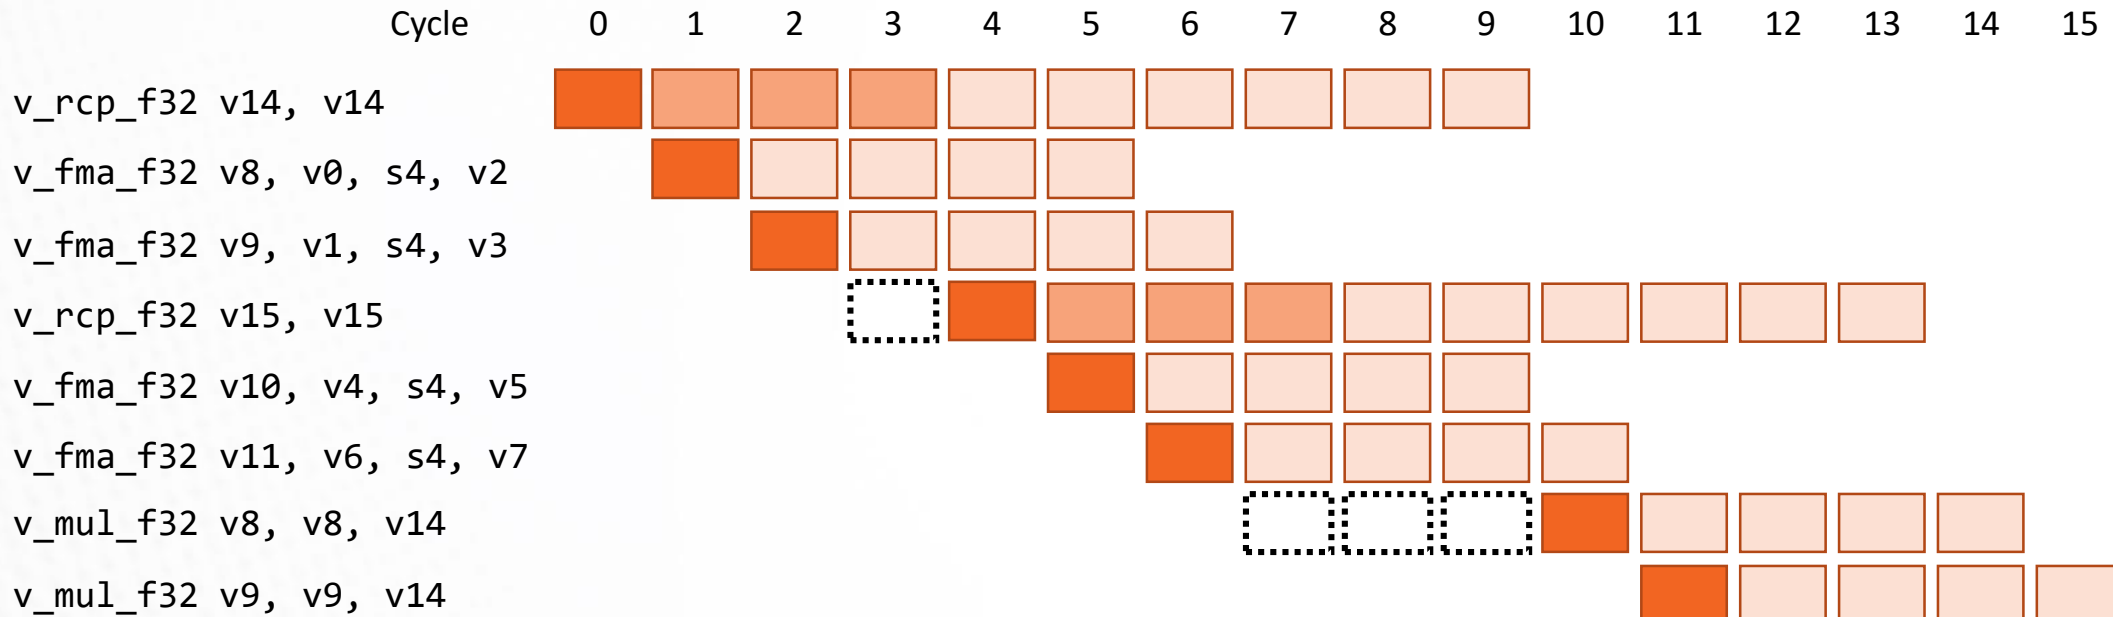 Cycle 0 1 2 3 4 5 6 7 8 9 10 11 12 13 14 15
v_rcp_f32 v14, v14
v_fma_f32 v8, v0, s4, v2
v_fma_f32 v9, v1, s4, v3
v_rcp_f32 v15, v15
v_fma_f32 v10, v4, s4, v5
v_fma_f32 v11, v6, s4, v7
v_mul_f32 v8, v8, v14
v_mul_f32 v9, v9, v14